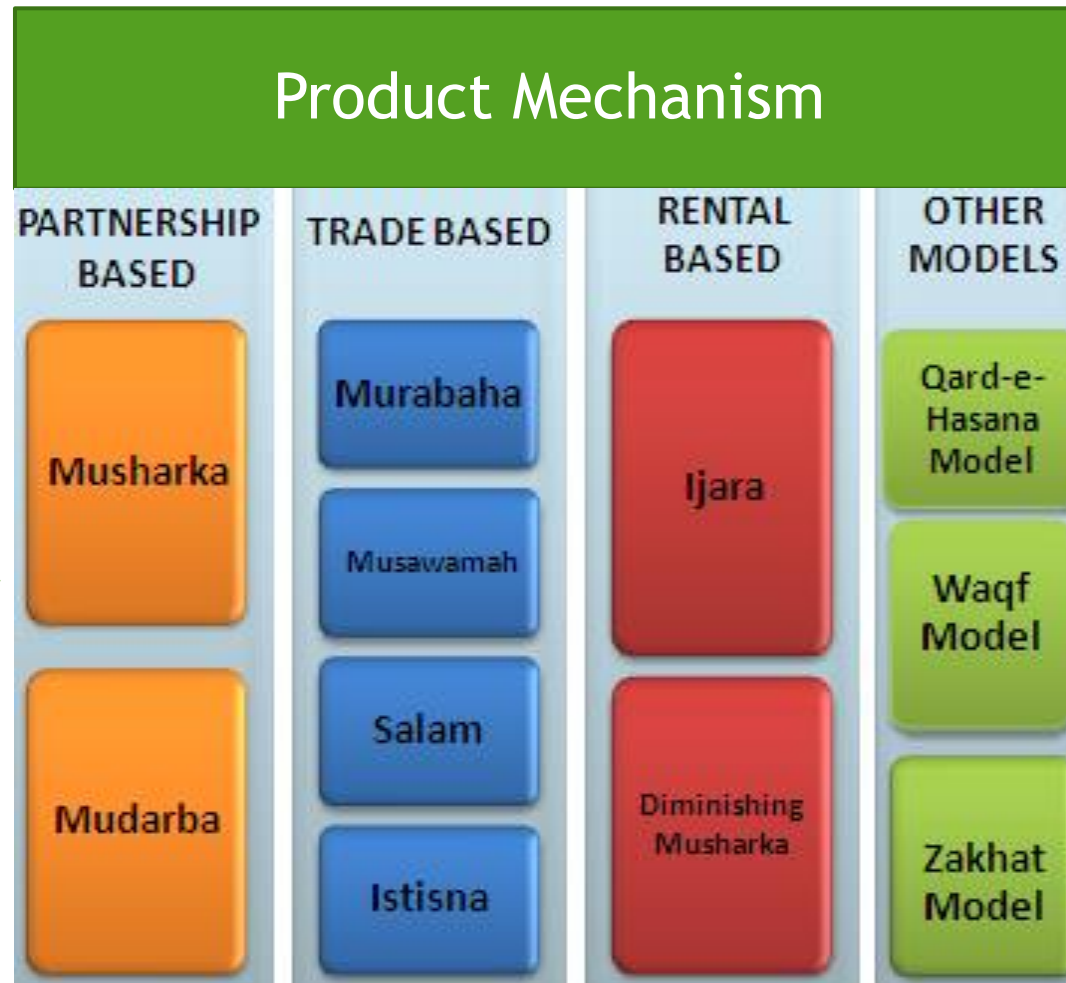 Product Mechanism
PARTNERSHIP
BASED
Musharka
Mudarba
TRADE BASED
Murabaha
Musawamah
Salam
Istisna
RENTAL
BASED
Ijara
Diminishing
Musharka
OTHER
MODELS
Qard-e-
Hasana
Model
Waqf
Model
Zakhat
Model